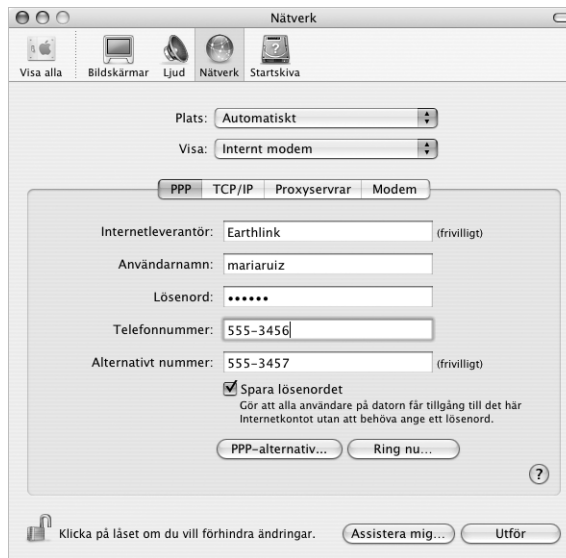 Nätverk
Visa alla
Bildskärmar
Ljud
Nätverk
Startskiva
Plats: Automatiskt
Visa: Internt modem
PPP TCP/IP Proxyservrar Modem
Internetleverantör: Earthlink (frivilligt)
Användarnamn: mariaruiz
Lösenord: ••••••
Telefonnummer: 555-3456
Alternativt nummer: 555-3457 (frivilligt)
Spara lösenordet
Gör att alla användare på datorn får tillgång till det här
Internetkontot utan att behöva ange ett lösenord.
PPP-alternativ... Ring nu...
?
Klicka på låset om du vill förhindra ändringar. Assistera mig... Utför